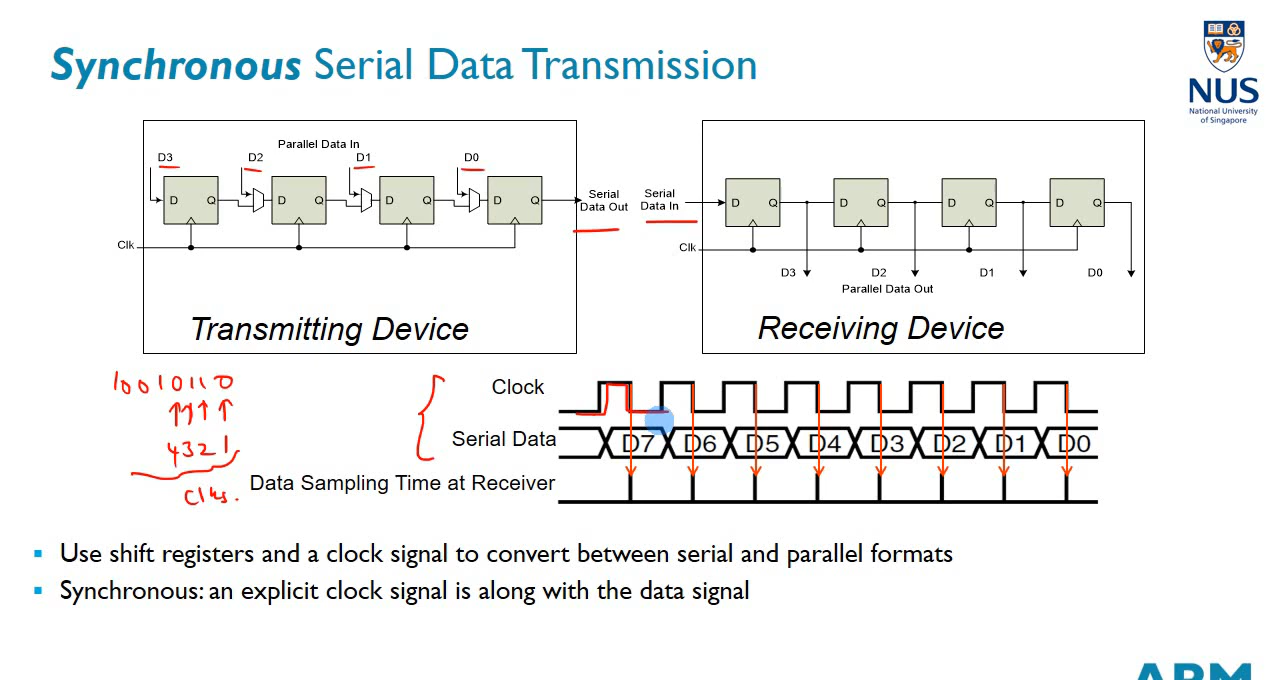 Synchronous Serial Data Transmission
NUS
National University
of Singapore
Parallel Data In
D3
D2
D1
D0
D Q
D Q
D Q
D Q
Serial
Data Out
Clk
Transmitting Device
Serial
Data In
D Q
D Q
D Q
D Q
Clk
D3
D2
D1
D0
Parallel Data Out
Receiving Device
10010110
4321
Clks.
Clock
Serial Data
D7 D6 D5 D4 D3 D2 D1 D0
Data Sampling Time at Receiver
Use shift registers and a clock signal to convert between serial and parallel formats
Synchronous: an explicit clock signal is along with the data signal
ARM